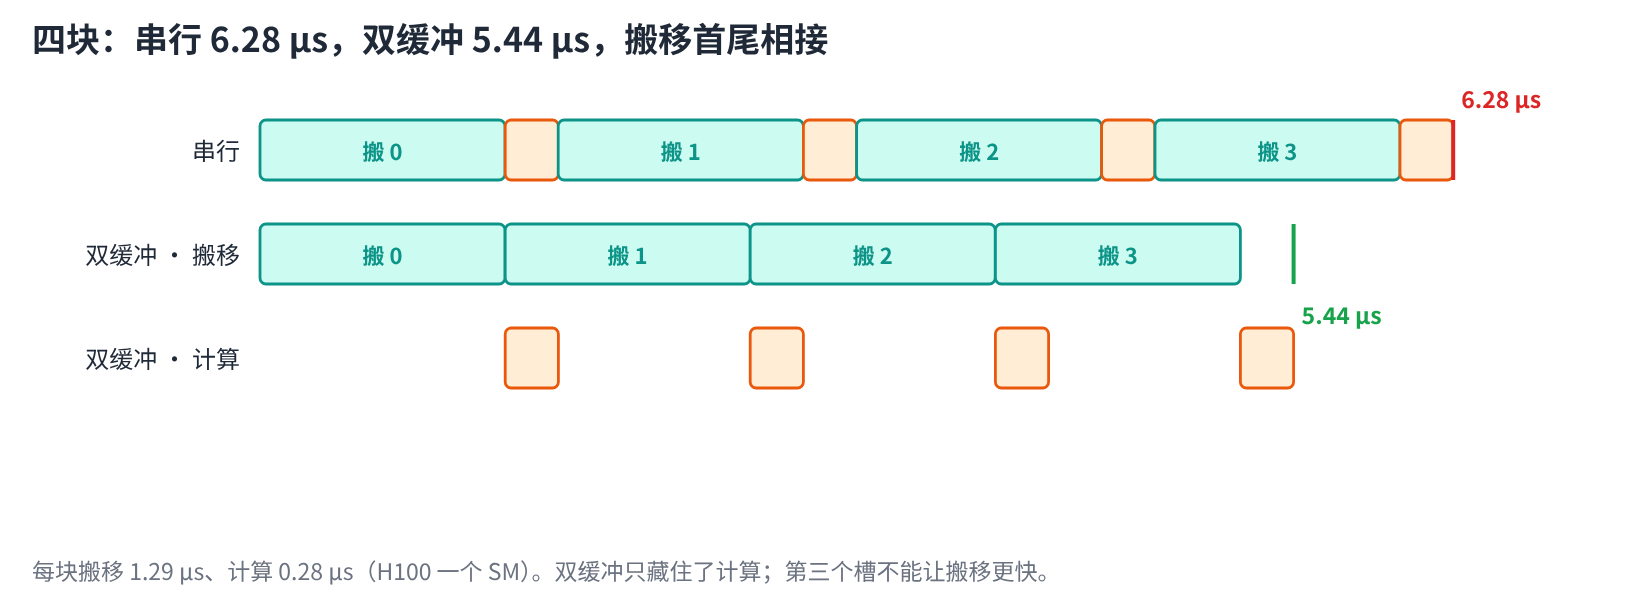 四块：串行 6.28 μs，双缓冲 5.44 μs，搬移首尾相接
6.28 μs
串行 搬 0 搬 1 搬 2 搬 3
双缓冲 · 搬移 搬 0 搬 1 搬 2 搬 3
5.44 μs
双缓冲 · 计算
每块搬移 1.29 μs、计算 0.28 μs（H100 一个 SM）。双缓冲只藏住了计算；第三个槽不能让搬移更快。